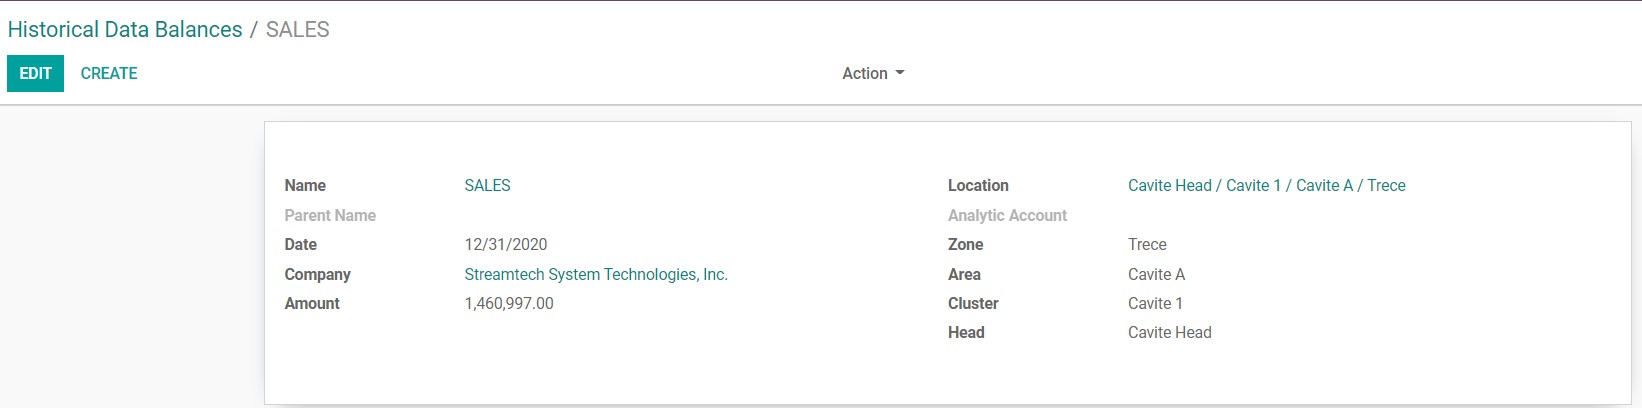 Historical Data Balances / SALES
EDIT CREATE Action
Name SALES
Parent Name
Date 12/31/2020
Company Streamtech System Technologies, Inc.
Amount 1,460,997.00
Location Cavite Head / Cavite 1 / Cavite A / Trece
Analytic Account
Zone Trece
Area Cavite A
Cluster Cavite 1
Head Cavite Head